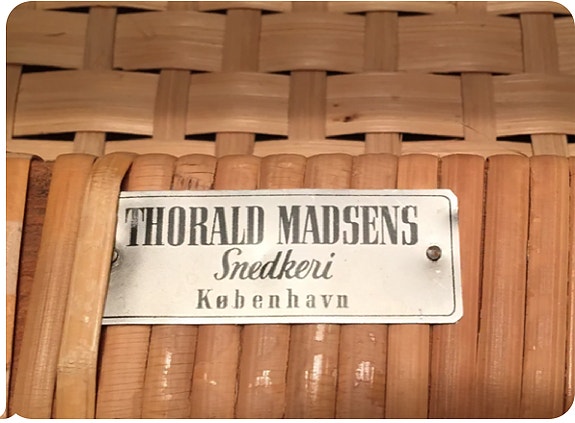 THORALD MADSENS
Snedkeri
København